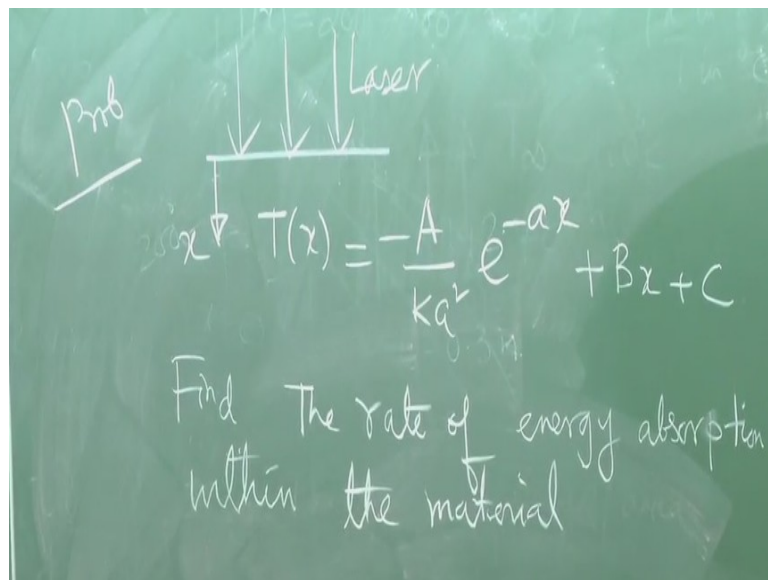 Prob
Laser
x T(x) = -A/ka² e^-ax + Bx + C
Find The rate of energy absorption
within the material